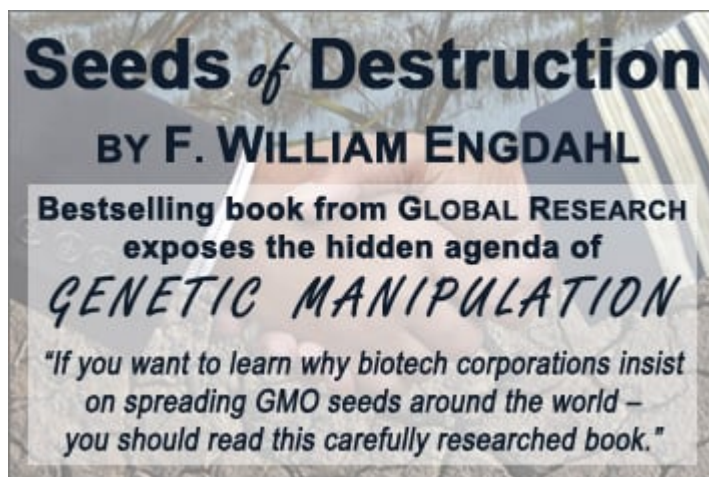 Seeds of Destruction
BY F. WILLIAM ENGDAHL
Bestselling book from GLOBAL RESEARCH
exposes the hidden agenda of
GENETIC MANIPULATION
“If you want to learn why biotech corporations insist
on spreading GMO seeds around the world –
you should read this carefully researched book.”